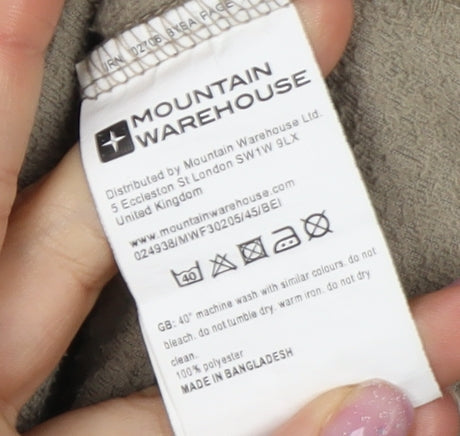 MOUNTAIN
WAREHOUSE
Distributed by Mountain Warehouse Ltd.
5 Eccleston St London SW1W 9LX
United Kingdom
www.mountainwarehouse.com
024938/MWF30205/45/BEI
40
GB: 40° machine wash with similar colours. do not
bleach. do not tumble dry. warm iron. do not dry
clean.
100% polyester
MADE IN BANGLADESH